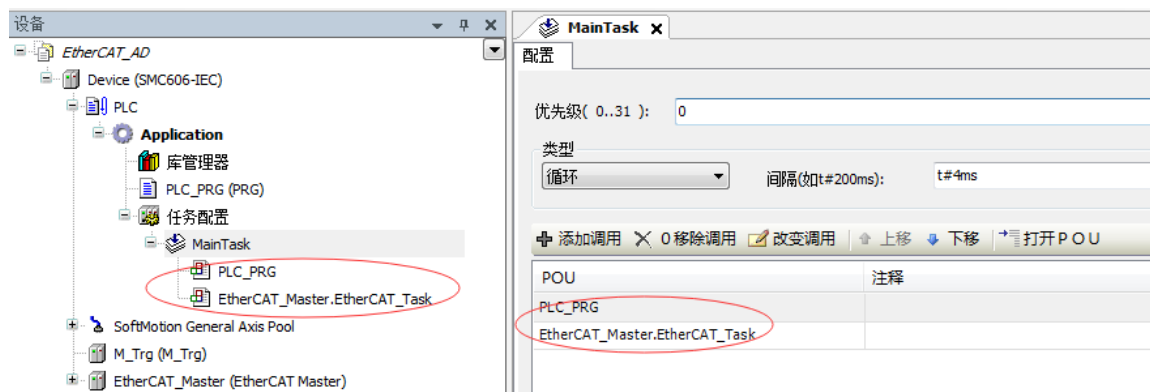 设备
EtherCAT_AD
Device (SMC606-IEC)
PLC
Application
库管理器
PLC_PRG (PRG)
任务配置
MainTask
PLC_PRG
EtherCAT_Master.EtherCAT_Task
SoftMotion General Axis Pool
M_Trg (M_Trg)
EtherCAT_Master (EtherCAT Master)
MainTask
配置
优先级( 0..31 ): 0
类型
循环 间隔(如t#200ms): t#4ms
添加调用 0移除调用 改变调用 上移 下移 打开POU
POU 注释
PLC_PRG
EtherCAT_Master.EtherCAT_Task